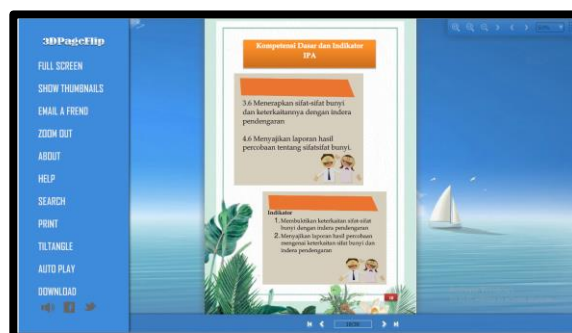 3DPageFlip
FULL SCREEN
SHOW THUMBNAILS
EMAIL A FREND
ZOOM OUT
ABOUT
HELP
SEARCH
PRINT
TILTANGLE
AUTO PLAY
DOWNLOAD
Kompetensi Dasar dan Indikator
IPA
3.6 Menerapkan sifat-sifat bunyi
dan keterkaitannya dengan indera
pendengaran
4.6 Menyajikan laporan hasil
percobaan tentang sifatsifat bunyi.
Indikator
1. Membuktikan keterkaitan sifat-sifat
bunyi dengan indera pendengaran
2. Menyajikan laporan hasil percobaan
mengenai keterkaitan sifat bunyi dan
indera pendengaran